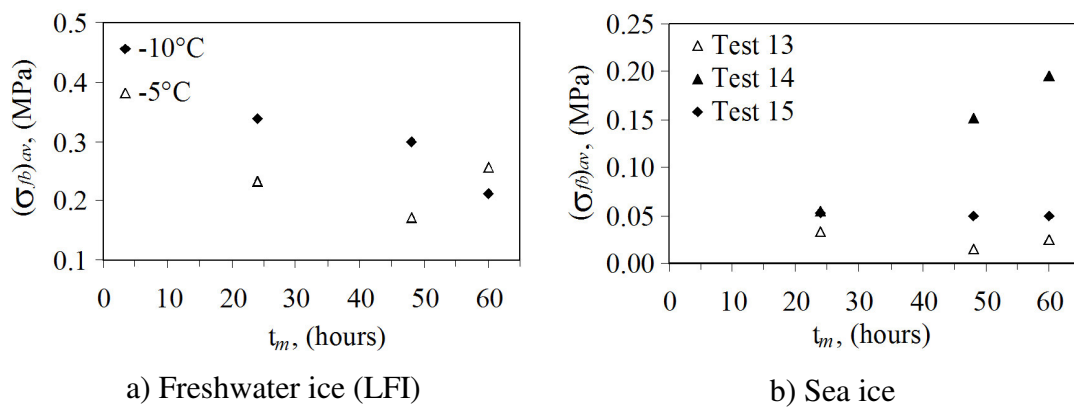 0.5
0.4
0.3
0.2
0.1
(σfb)av, (MPa)
-10°C
-5°C
0 10 20 30 40 50 60
tm, (hours)
a) Freshwater ice (LFI)
0.25
0.20
0.15
0.10
0.05
0.00
(σfb)av, (MPa)
Test 13
Test 14
Test 15
0 10 20 30 40 50 60
tm, (hours)
b) Sea ice